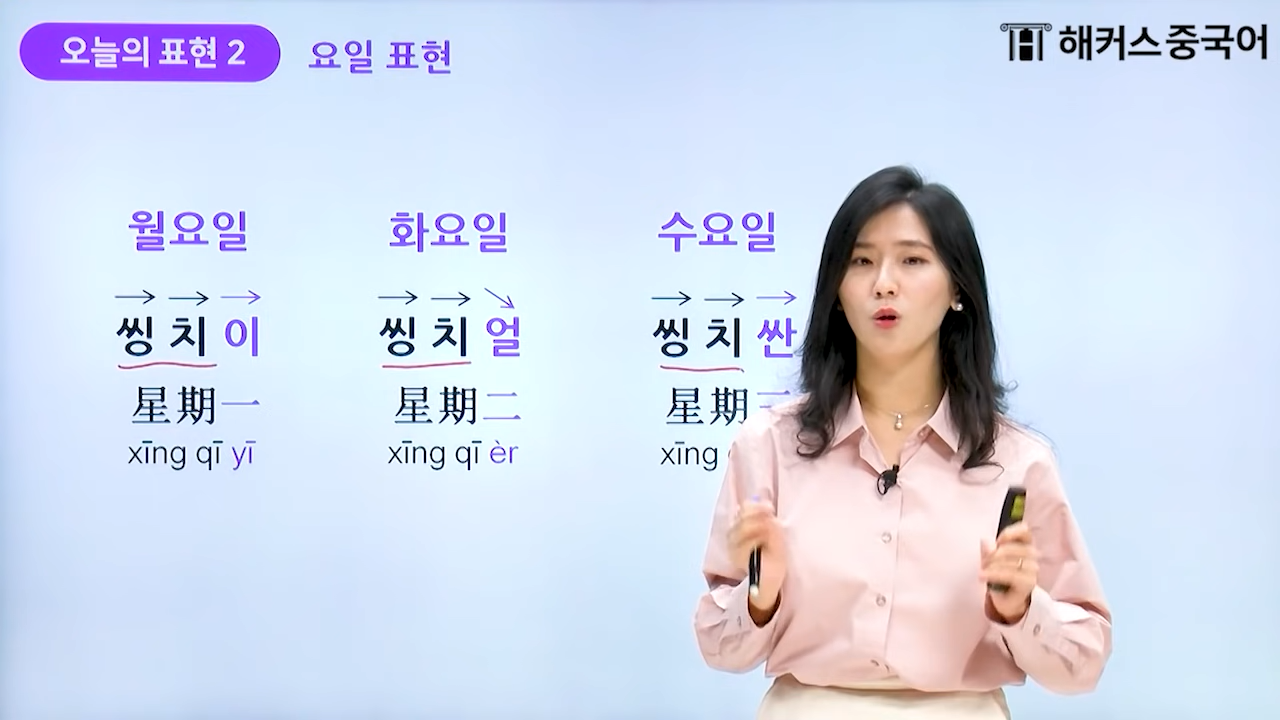 오늘의 표현 2 요일 표현
해커스중국어
월요일 화요일 수요일
씽 치 이 씽 치 얼 씽 치 싼
星期一 星期二 星期三
xīng qī yī xīng qī èr xīng